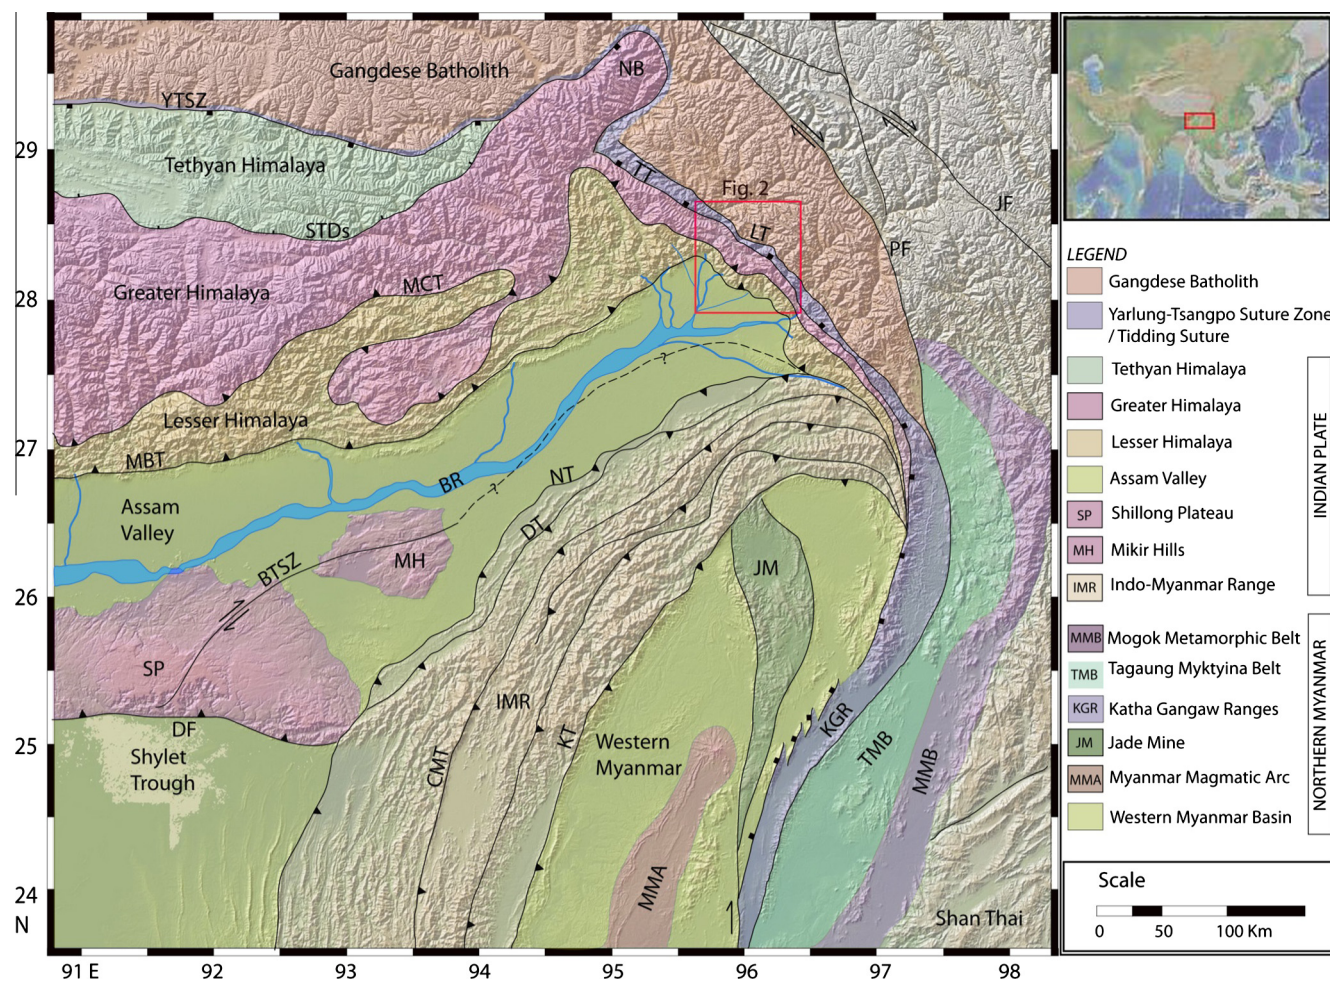 Gangdese Batholith
NB
YTSZ
29
Tethyan Himalaya
TT
Fig. 2
JF
STDs
LT
PF
MCT
28
Greater Himalaya
?
Lesser Himalaya
27
MBT
BR
NT
?
Assam
Valley
DT
MH
JM
BTSZ
26
SP
IMR
DF
KGR
25
Shylet
Trough
CMT
KT
Western
Myanmar
TMB
MMB
MMA
24
N
Shan Thai
91 E
92
93
94
95
96
97
98
LEGEND
Gangdese Batholith
Yarlung-Tsangpo Suture Zone
/ Tidding Suture
Tethyan Himalaya
Greater Himalaya
Lesser Himalaya
Assam Valley
SP Shillong Plateau
MH Mikir Hills
IMR Indo-Myanmar Range
INDIAN PLATE
MMB Mogok Metamorphic Belt
TMB Tagaung Myktyina Belt
KGR Katha Gangaw Ranges
JM Jade Mine
MMA Myanmar Magmatic Arc
Western Myanmar Basin
NORTHERN MYANMAR
Scale
0 50 100 Km